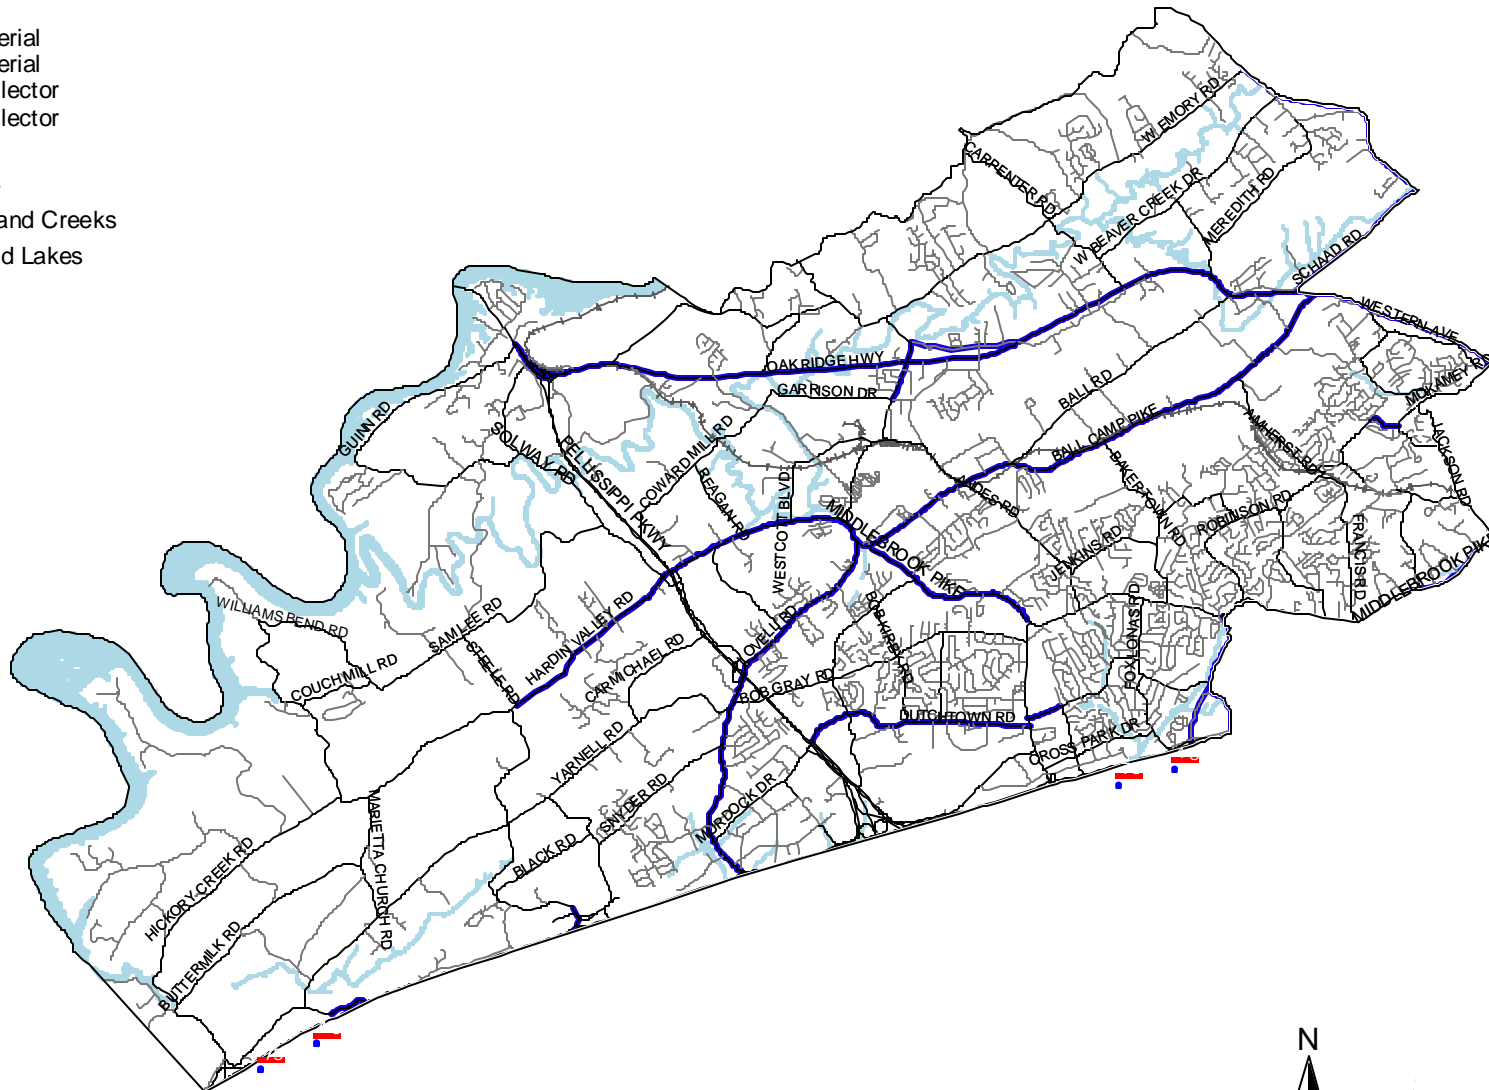 erial
erial
lector
lector
and Creeks
d Lakes
W EMORY RD
CARPENTER RD
W BEAVER CREEK DR
MEREDITH RD
SCHAAD RD
WESTERN AVE
OAK RIDGE HWY
GARRISON DR
BALL RD
MCKAMEY RD
GUINN RD
SOLWAY RD
PELLISSIPPI PKWY
COWARD MILL RD
REAGAN RD
WESTCOTT BLVD
BALL CAMP PIKE
AMHERST RD
JACKSON RD
ANDES RD
BAKERTOWN RD
ROBINSON RD
FRANCIS RD
MIDDLEBROOK PIKE
MIDDLEBROOK PIKE
JENKINS RD
WILLIAMS BEND RD
SAM LEE RD
STEELE RD
HARDIN VALLEY RD
COUCH MILL RD
CARMICHAEL RD
LOVELL RD
BOB KIRBY RD
FOX LONAS RD
BOB GRAY RD
DUTCHTOWN RD
CROSS PARK DR
YARNELL RD
SNYDER RD
MURDOCK DR
BLACK RD
MARIETTA CHURCH RD
HICKORY CREEK RD
BUTTERMILK RD
N